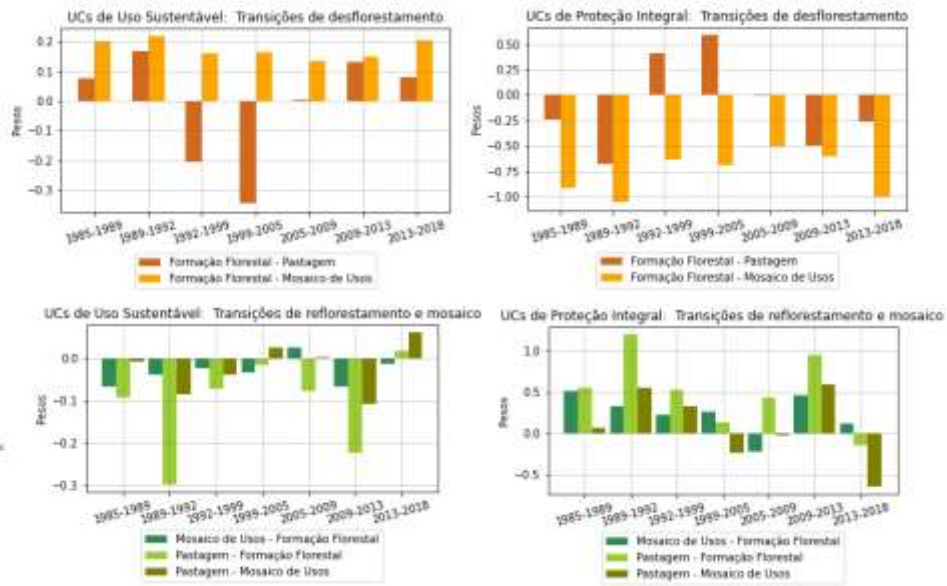 UCs de Uso Sustentável: Transições de desflorestamento
Pesos
0.2
0.1
0.0
−0.1
−0.2
−0.3
1985-1989
1989-1992
1992-1999
1999-2005
2005-2009
2009-2013
2013-2018
Formação Florestal - Pastagem
Formação Florestal - Mosaico de Usos
UCs de Proteção Integral: Transições de desflorestamento
Pesos
0.50
0.25
0.00
−0.25
−0.50
−0.75
−1.00
1985-1989
1989-1992
1992-1999
1999-2005
2005-2009
2009-2013
2013-2018
Formação Florestal - Pastagem
Formação Florestal - Mosaico de Usos
UCs de Uso Sustentável: Transições de reflorestamento e mosaico
Pesos
0.0
−0.1
−0.2
−0.3
1985-1989
1989-1992
1992-1999
1999-2005
2005-2009
2009-2013
2013-2018
Mosaico de Usos - Formação Florestal
Pastagem - Formação Florestal
Pastagem - Mosaico de Usos
UCs de Proteção Integral: Transições de reflorestamento e mosaico
Pesos
1.0
0.5
0.0
−0.5
1985-1989
1989-1992
1992-1999
1999-2005
2005-2009
2009-2013
2013-2018
Mosaico de Usos - Formação Florestal
Pastagem - Formação Florestal
Pastagem - Mosaico de Usos